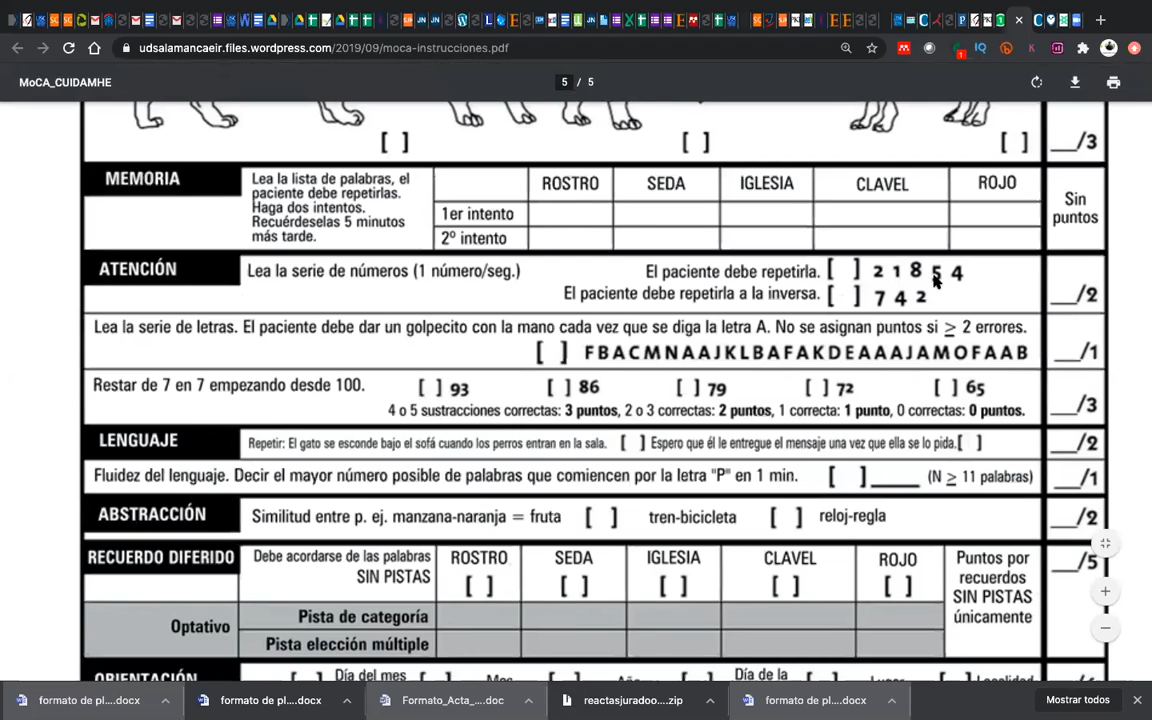 udsalamancaeir.files.wordpress.com/2019/09/moca-instrucciones.pdf
MoCA_CUIDAMHE
5 / 5
[ ] [ ] [ ] __/3
MEMORIA
Lea la lista de palabras, el
paciente debe repetirlas.
Haga dos intentos.
Recuérdeselas 5 minutos
más tarde.
ROSTRO SEDA IGLESIA CLAVEL ROJO
1er intento
2º intento
Sin
puntos
ATENCIÓN
Lea la serie de números (1 número/seg.)
El paciente debe repetirla. [ ] 2 1 8 5 4
El paciente debe repetirla a la inversa. [ ] 7 4 2
__/2
Lea la serie de letras. El paciente debe dar un golpecito con la mano cada vez que se diga la letra A. No se asignan puntos si ≥ 2 errores.
[ ] F B A C M N A A J K L B A F A K D E A A A J A M O F A A B
__/1
Restar de 7 en 7 empezando desde 100. [ ] 93 [ ] 86 [ ] 79 [ ] 72 [ ] 65
4 o 5 sustracciones correctas: 3 puntos, 2 o 3 correctas: 2 puntos, 1 correcta: 1 punto, 0 correctas: 0 puntos.
__/3
LENGUAJE
Repetir: El gato se esconde bajo el sofá cuando los perros entran en la sala. [ ] Espero que él le entregue el mensaje una vez que ella se lo pida.[ ]
__/2
Fluidez del lenguaje. Decir el mayor número posible de palabras que comiencen por la letra "P" en 1 min. [ ]_____ (N ≥ 11 palabras)
__/1
ABSTRACCIÓN
Similitud entre p. ej. manzana-naranja = fruta [ ] tren-bicicleta [ ] reloj-regla
__/2
RECUERDO DIFERIDO
Debe acordarse de las palabras
SIN PISTAS
ROSTRO SEDA IGLESIA CLAVEL ROJO
[ ] [ ] [ ] [ ] [ ]
Puntos por
recuerdos
SIN PISTAS
únicamente
__/5
Optativo
Pista de categoría
Pista elección múltiple
ORIENTACIÓN
Día del mes
Día de la
formato de pl....docx
formato de pl....docx
Formato_Acta_....doc
reactasjuradoo....zip
formato de pl....docx
Mostrar todos